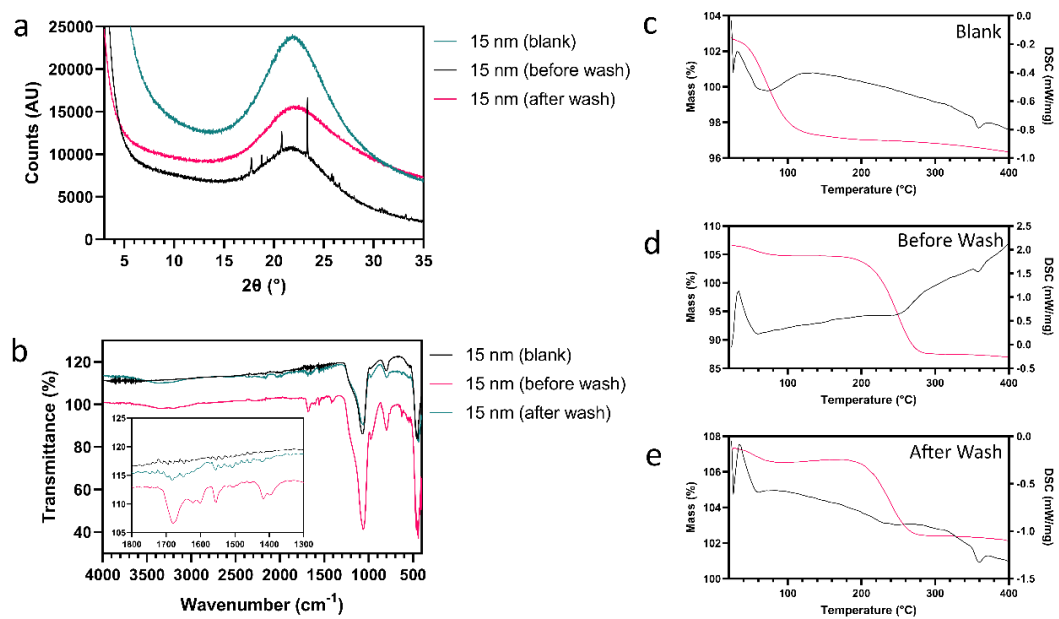 a
25000
20000
15000
10000
5000
0
Counts (AU)
5 10 15 20 25 30 35
2θ (°)
15 nm (blank)
15 nm (before wash)
15 nm (after wash)
b
120
100
80
60
40
Transmittance (%)
125
120
115
110
105
1800 1700 1600 1500 1400 1300
4000 3500 3000 2500 2000 1500 1000 500
Wavenumber (cm-1)
15 nm (blank)
15 nm (before wash)
15 nm (after wash)
c
Blank
104
102
100
98
96
Mass (%)
0.0
-0.2
-0.4
-0.6
-0.8
-1.0
DSC (mW/mg)
100 200 300 400
Temperature (°C)
d
Before Wash
110
105
100
95
90
85
Mass (%)
2.5
2.0
1.5
1.0
0.5
0.0
-0.5
DSC (mW/mg)
100 200 300 400
Temperature (°C)
e
After Wash
108
106
104
102
100
Mass (%)
0.0
-0.5
-1.0
-1.5
DSC (mW/mg)
100 200 300 400
Temperature (°C)